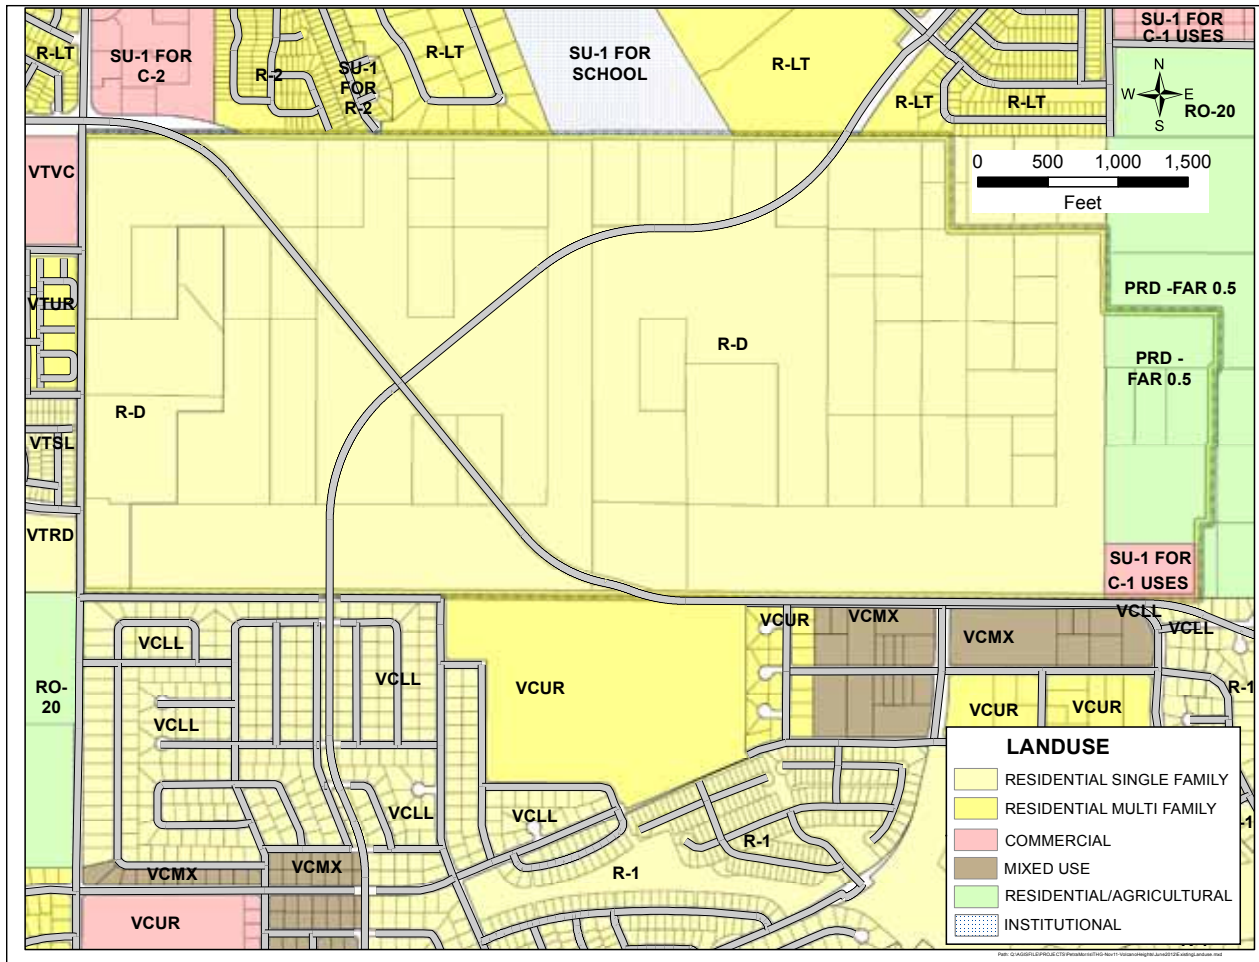 SU-1 FOR
C-1 USES
R-LT
SU-1 FOR
C-2
R-2
SU-1
FOR
R-2
R-LT
SU-1 FOR
SCHOOL
R-LT
R-LT
R-LT
N
W E
S
RO-20
0 500 1,000 1,500
Feet
VTVC
VTUR
PRD -FAR 0.5
R-D
PRD -
FAR 0.5
R-D
VTSL
VTRD
SU-1 FOR
C-1 USES
VCLL
VCLL
VCUR
VCMX
VCMX
VCLL
VCLL
RO-
20
VCUR
R-1
VCLL
VCUR
VCUR
VCLL
VCLL
R-1
R-1
VCMX
VCMX
VCUR
LANDUSE
RESIDENTIAL SINGLE FAMILY
RESIDENTIAL MULTI FAMILY
COMMERCIAL
MIXED USE
RESIDENTIAL/AGRICULTURAL
INSTITUTIONAL